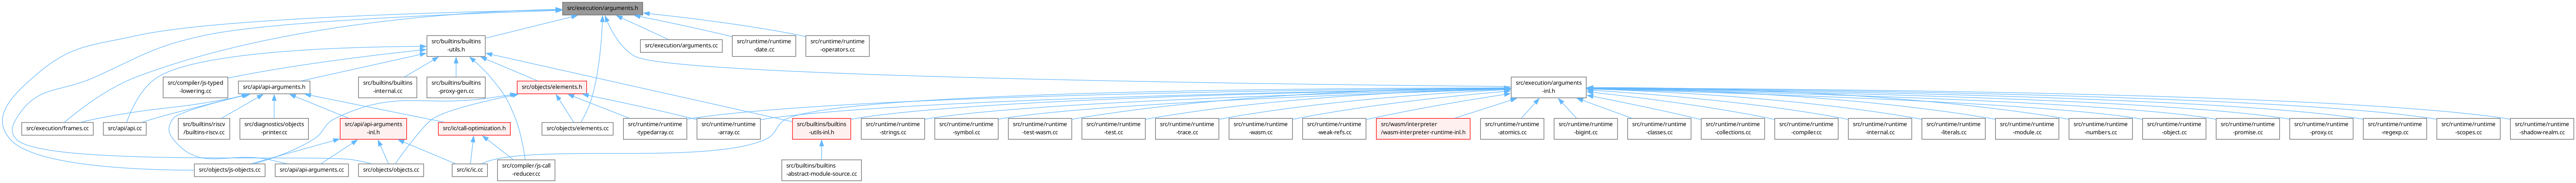 src/execution/arguments.h
src/builtins/builtins
-utils.h
src/execution/arguments.cc
src/runtime/runtime
-date.cc
src/runtime/runtime
-operators.cc
src/compiler/js-typed
-lowering.cc
src/api/api-arguments.h
src/builtins/builtins
-internal.cc
src/builtins/builtins
-proxy-gen.cc
src/objects/elements.h
src/execution/arguments
-inl.h
src/execution/frames.cc
src/api/api.cc
src/builtins/riscv
/builtins-riscv.cc
src/diagnostics/objects
-printer.cc
src/api/api-arguments
-inl.h
src/ic/call-optimization.h
src/objects/elements.cc
src/runtime/runtime
-typedarray.cc
src/runtime/runtime
-array.cc
src/builtins/builtins
-utils-inl.h
src/runtime/runtime
-strings.cc
src/runtime/runtime
-symbol.cc
src/runtime/runtime
-test-wasm.cc
src/runtime/runtime
-test.cc
src/runtime/runtime
-trace.cc
src/runtime/runtime
-wasm.cc
src/runtime/runtime
-weak-refs.cc
src/wasm/interpreter
/wasm-interpreter-runtime-inl.h
src/runtime/runtime
-atomics.cc
src/runtime/runtime
-bigint.cc
src/runtime/runtime
-classes.cc
src/runtime/runtime
-collections.cc
src/runtime/runtime
-compiler.cc
src/runtime/runtime
-internal.cc
src/runtime/runtime
-literals.cc
src/runtime/runtime
-module.cc
src/runtime/runtime
-numbers.cc
src/runtime/runtime
-object.cc
src/runtime/runtime
-promise.cc
src/runtime/runtime
-proxy.cc
src/runtime/runtime
-regexp.cc
src/runtime/runtime
-scopes.cc
src/runtime/runtime
-shadow-realm.cc
src/objects/js-objects.cc
src/api/api-arguments.cc
src/objects/objects.cc
src/ic/ic.cc
src/compiler/js-call
-reducer.cc
src/builtins/builtins
-abstract-module-source.cc